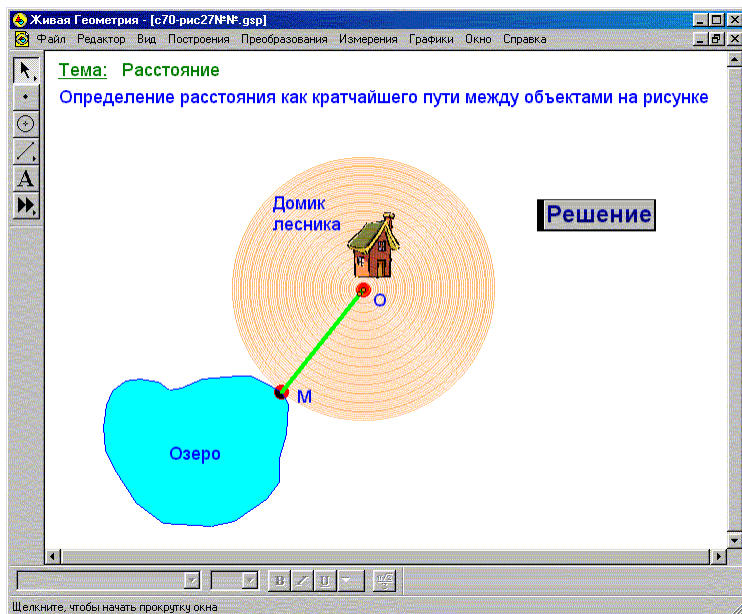 Живая Геометрия - [с70-рис27№№.gsp]
Файл Редактор Вид Построения Преобразования Измерения Графики Окно Справка
Тема: Расстояние
Определение расстояния как кратчайшего пути между объектами на рисунке
A
Домик
лесника
Решение
O
M
Озеро
B I U
Щелкните, чтобы начать прокрутку окна